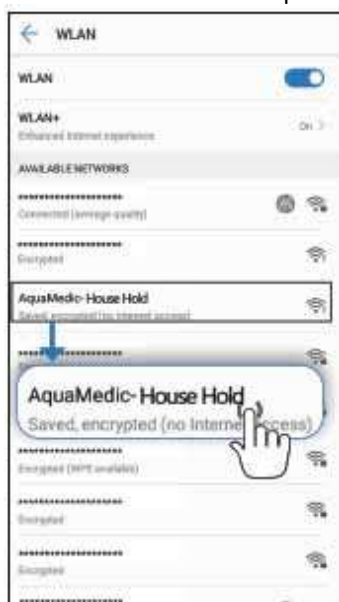 WLAN
WLAN
WLAN+
On >
Enhanced Internet experience
AVAILABLE NETWORKS
********************
Connected (average quality)
********************
Encrypted
AquaMedic- House Hold
Saved, encrypted (no Internet access)
********************
AquaMedic- House Hold
Saved, encrypted (no Internet access)
********************
Encrypted (WPS available)
********************
Encrypted
********************
Encrypted
********************